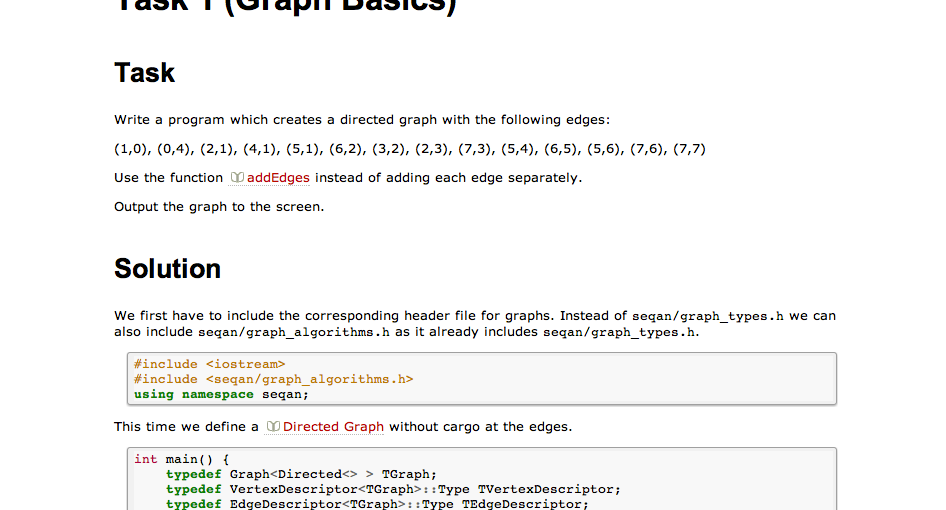 Task 1 (Graph Basics)
Task
Write a program which creates a directed graph with the following edges:
(1,0), (0,4), (2,1), (4,1), (5,1), (6,2), (3,2), (2,3), (7,3), (5,4), (6,5), (5,6), (7,6), (7,7)
Use the function addEdges instead of adding each edge separately.
Output the graph to the screen.
Solution
We first have to include the corresponding header file for graphs. Instead of seqan/graph_types.h we can
also include seqan/graph_algorithms.h as it already includes seqan/graph_types.h.
#include <iostream>
#include <seqan/graph_algorithms.h>
using namespace seqan;
This time we define a Directed Graph without cargo at the edges.
int main() {
    typedef Graph<Directed<> > TGraph;
    typedef VertexDescriptor<TGraph>::Type TVertexDescriptor;
    typedef EdgeDescriptor<TGraph>::Type TEdgeDescriptor;